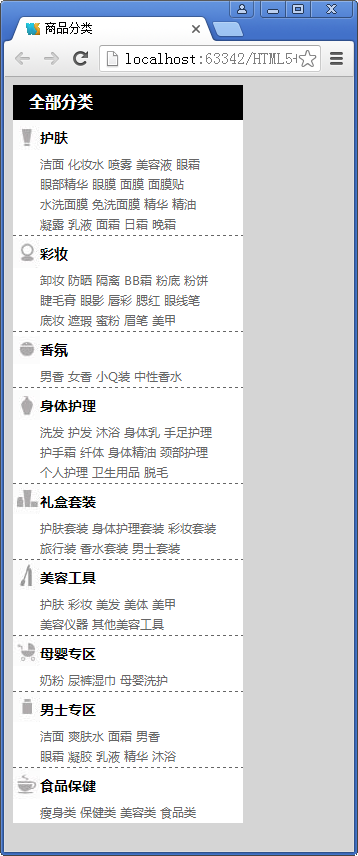 商品分类
localhost:63342/HTML5+
全部分类
护肤
洁面 化妆水 喷雾 美容液 眼霜
眼部精华 眼膜 面膜 面膜贴
水洗面膜 免洗面膜 精华 精油
凝露 乳液 面霜 日霜 晚霜
彩妆
卸妆 防晒 隔离 BB霜 粉底 粉饼
睫毛膏 眼影 唇彩 腮红 眼线笔
底妆 遮瑕 蜜粉 眉笔 美甲
香氛
男香 女香 小Q装 中性香水
身体护理
洗发 护发 沐浴 身体乳 手足护理
护手霜 纤体 身体精油 颈部护理
个人护理 卫生用品 脱毛
礼盒套装
护肤套装 身体护理套装 彩妆套装
旅行装 香水套装 男士套装
美容工具
护肤 彩妆 美发 美体 美甲
美容仪器 其他美容工具
母婴专区
奶粉 尿裤湿巾 母婴洗护
男士专区
洁面 爽肤水 面霜 男香
眼霜 凝胶 乳液 精华 沐浴
食品保健
瘦身类 保健类 美容类 食品类